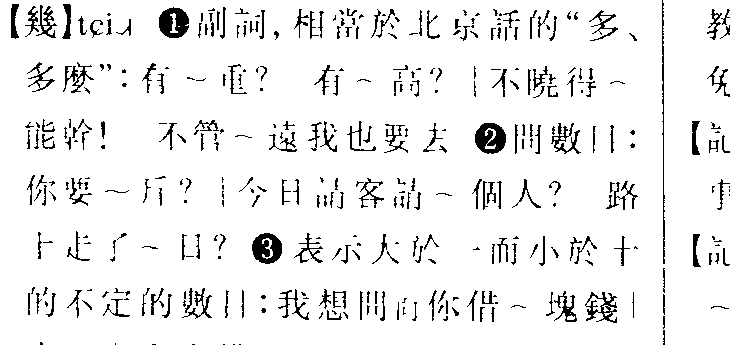 【幾】tɕi˩ ❶副詞，相當於北京話的“多、
多麼”：有～重？ 有～高？｜不曉得～
能幹！ 不管～遠我也要去 ❷問數目：
你要～斤？｜今日請客請～個人？ 路
上走了～日？ ❸表示大於一而小於十
的不定的數目：我想問向你借～塊錢｜
教
免
【記
事
【記
～